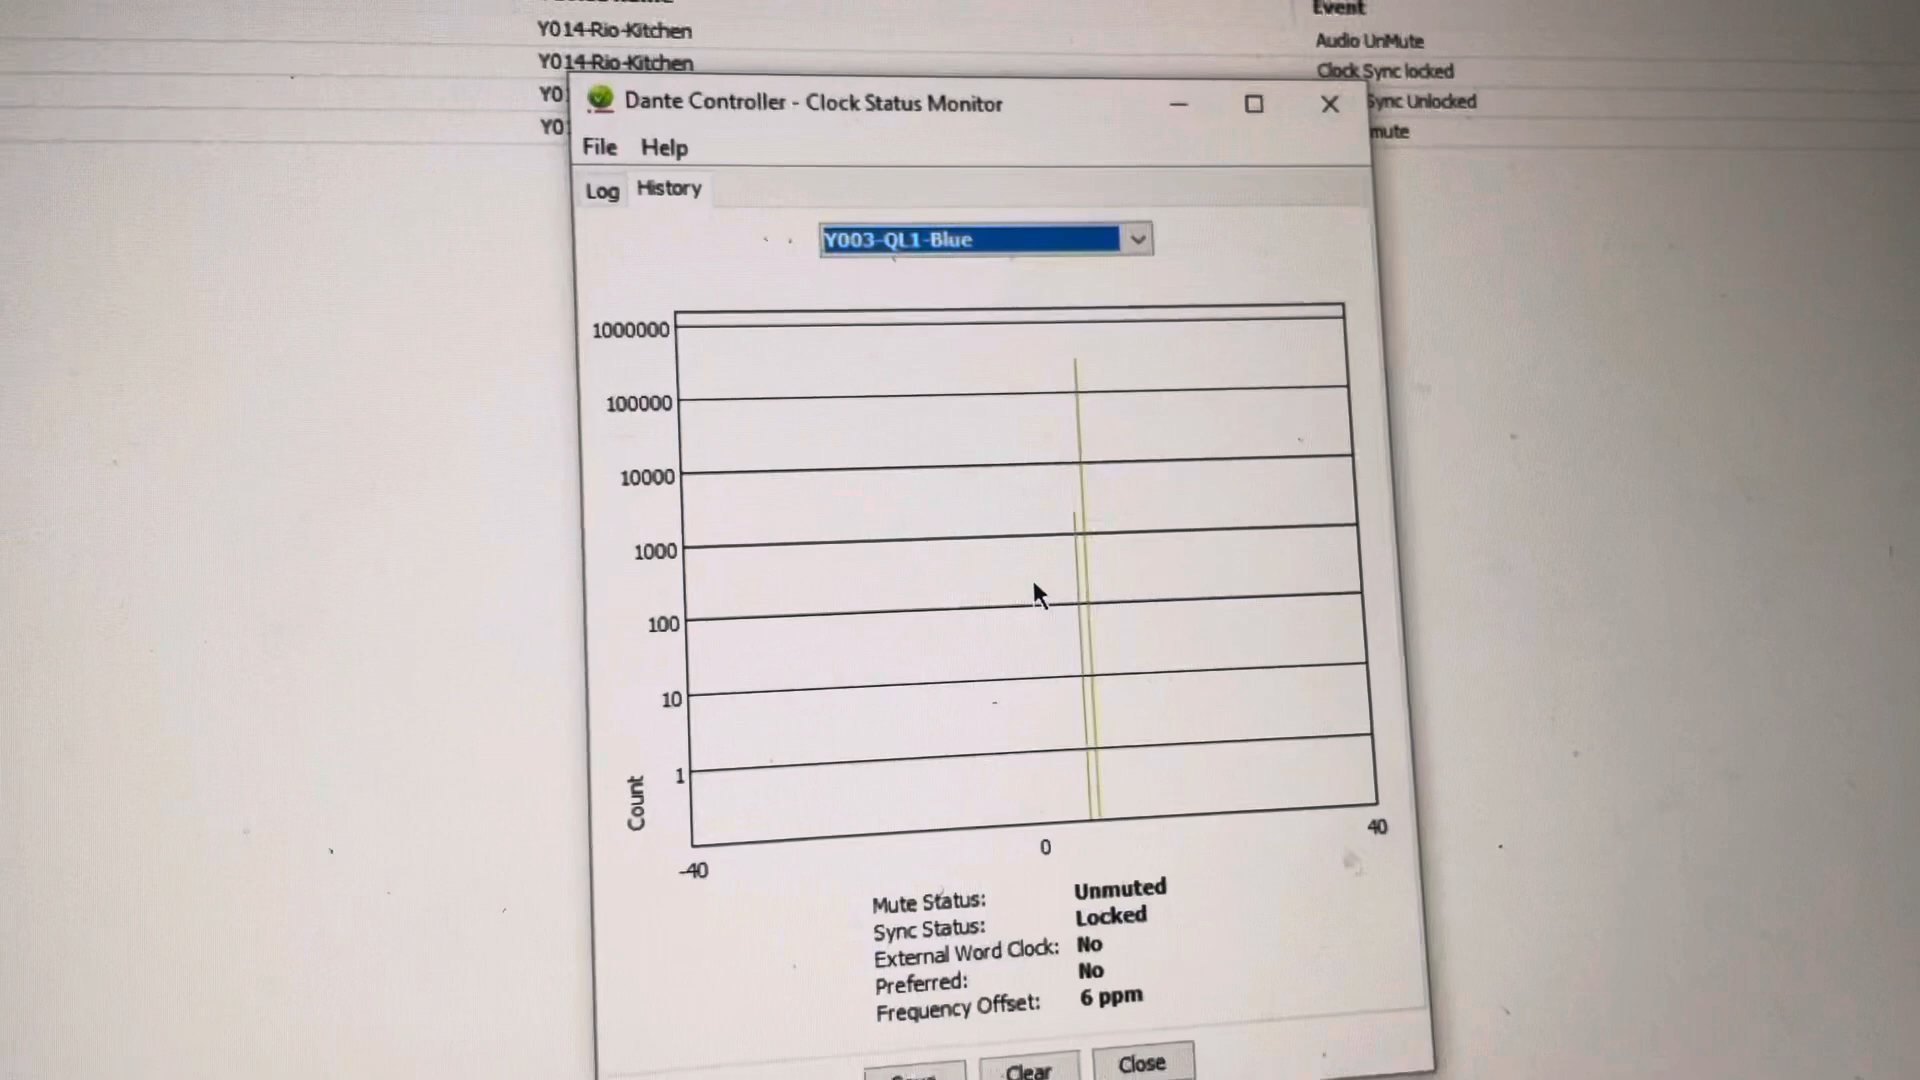 Event
Y014-Rio-Kitchen
Audio UnMute
Y014-Rio-Kitchen
Clock Sync locked
Y0
Sync Unlocked
Y0
mute
Dante Controller - Clock Status Monitor
File Help
Log History
Y003-QL1-Blue
1000000
100000
10000
1000
100
10
1
Count
-40 0 40
Mute Status: Unmuted
Sync Status: Locked
External Word Clock: No
Preferred: No
Frequency Offset: 6 ppm
Clear Close